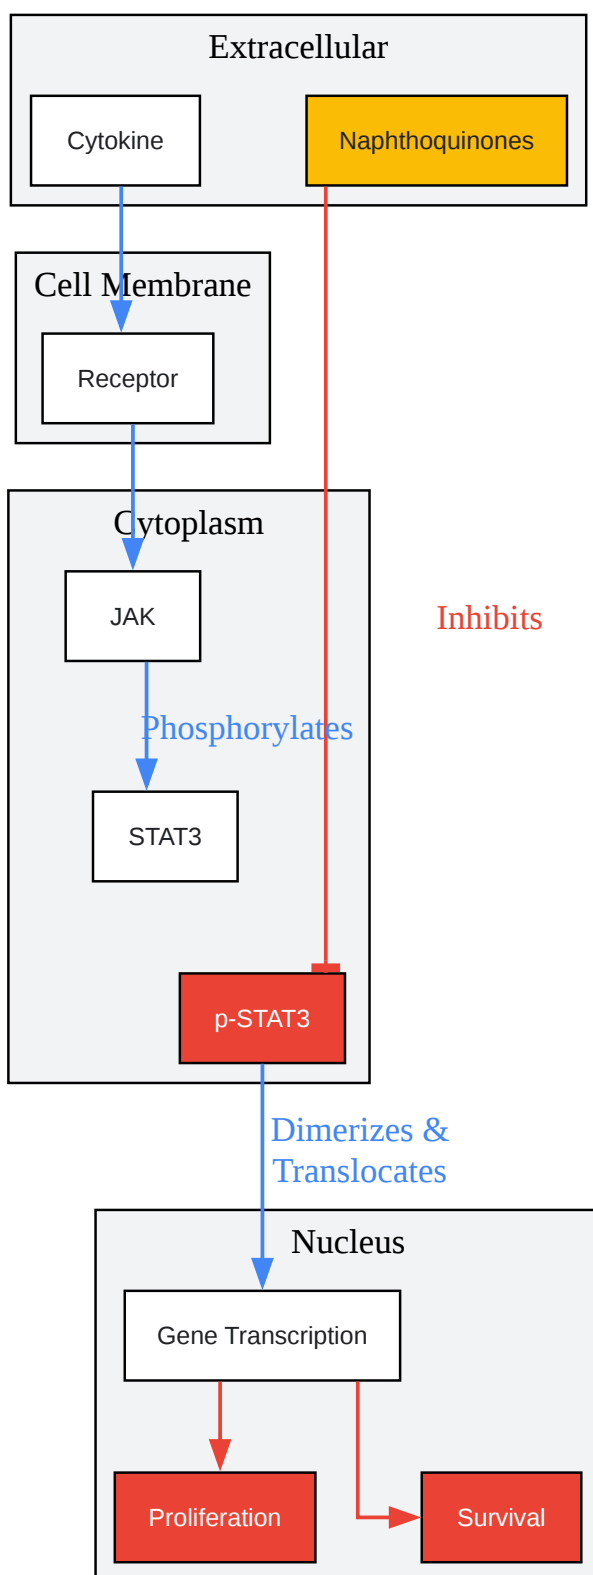 Extracellular
Cytokine
Naphthoquinones
Cell Membrane
Receptor
Cytoplasm
JAK
Inhibits
Phosphorylates
STAT3
p-STAT3
Dimerizes &
Translocates
Nucleus
Gene Transcription
Proliferation
Survival